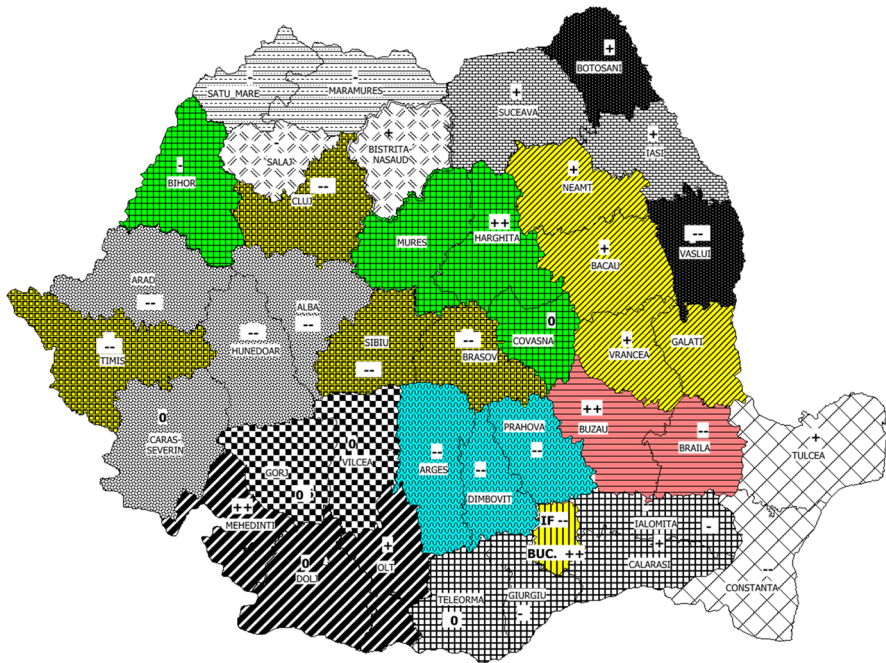 +
BOTOSANI
-
SATU_MARE
-
MARAMURES
+
SUCEAVA
+
IASI
-
SALAJ
+
BISTRITA-
NASAUD
-
BIHOR
--
CLUJ
+
NEAMT
MURES
++
HARGHITA
--
VASLUI
+
BACAU
ARAD
--
ALBA
--
--
TIMIS
--
HUNEDOAR
SIBIU
--
--
BRASOV
0
COVASNA
+
VRANCEA
GALATI
0
CARAS-
SEVERIN
++
BUZAU
--
BRAILA
PRAHOVA
--
+
TULCEA
0
VILCEA
GORJ
0
--
ARGES
--
DIMBOVIT
++
MEHEDINTI
IF --
IALOMITA
-
+
CALARASI
BUC. ++
+
OLT
0
DOLJ
--
CONSTANTA
TELEORMA
0
GIURGIU
-